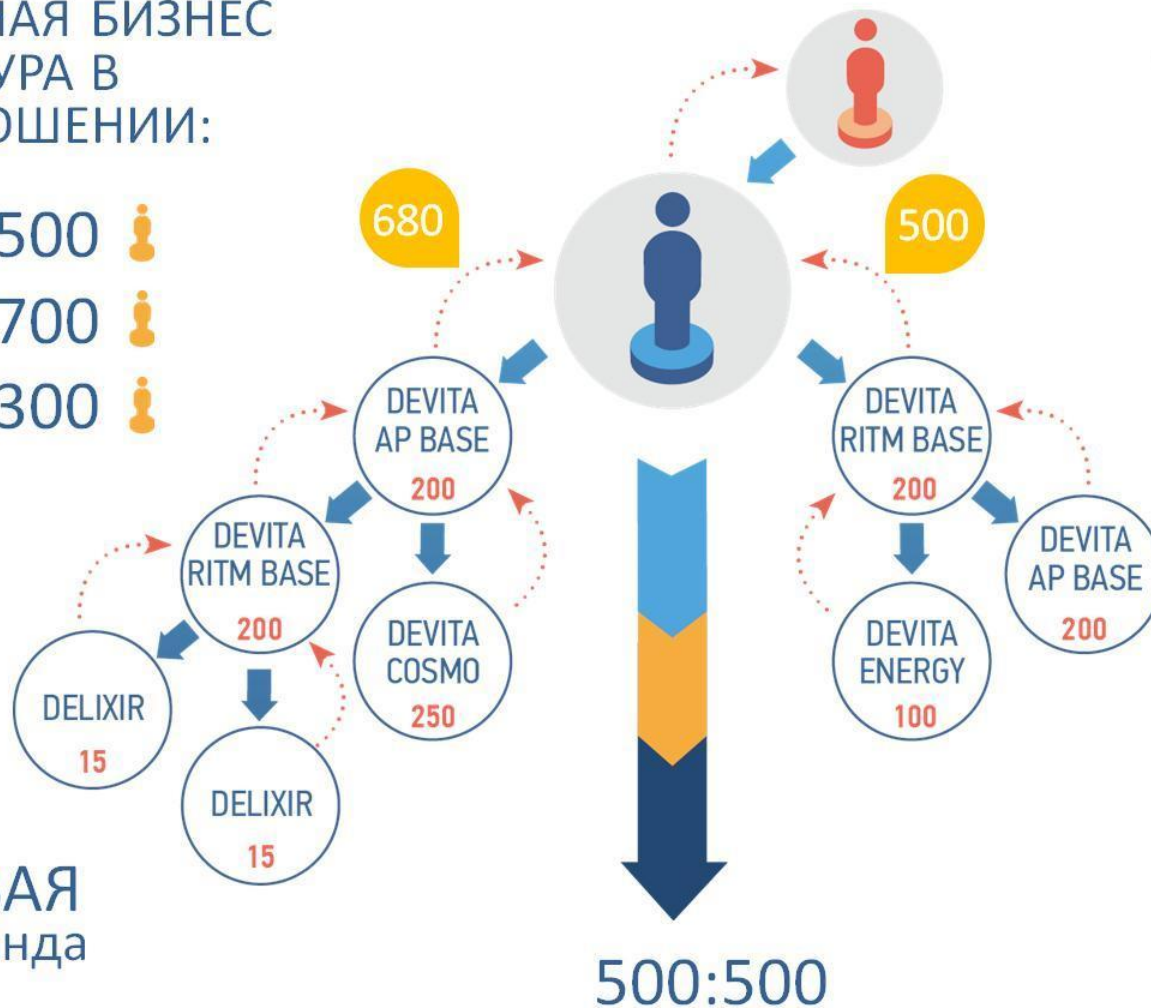 НАЯ БИЗНЕС
УРА В
ОШЕНИИ:
500
700
300
680
500
DEVITA
AP BASE
200
DEVITA
RITM BASE
200
DEVITA
RITM BASE
200
DEVITA
COSMO
250
DELIXIR
15
DELIXIR
15
DEVITA
ENERGY
100
DEVITA
AP BASE
200
ВАЯ
нда
500:500